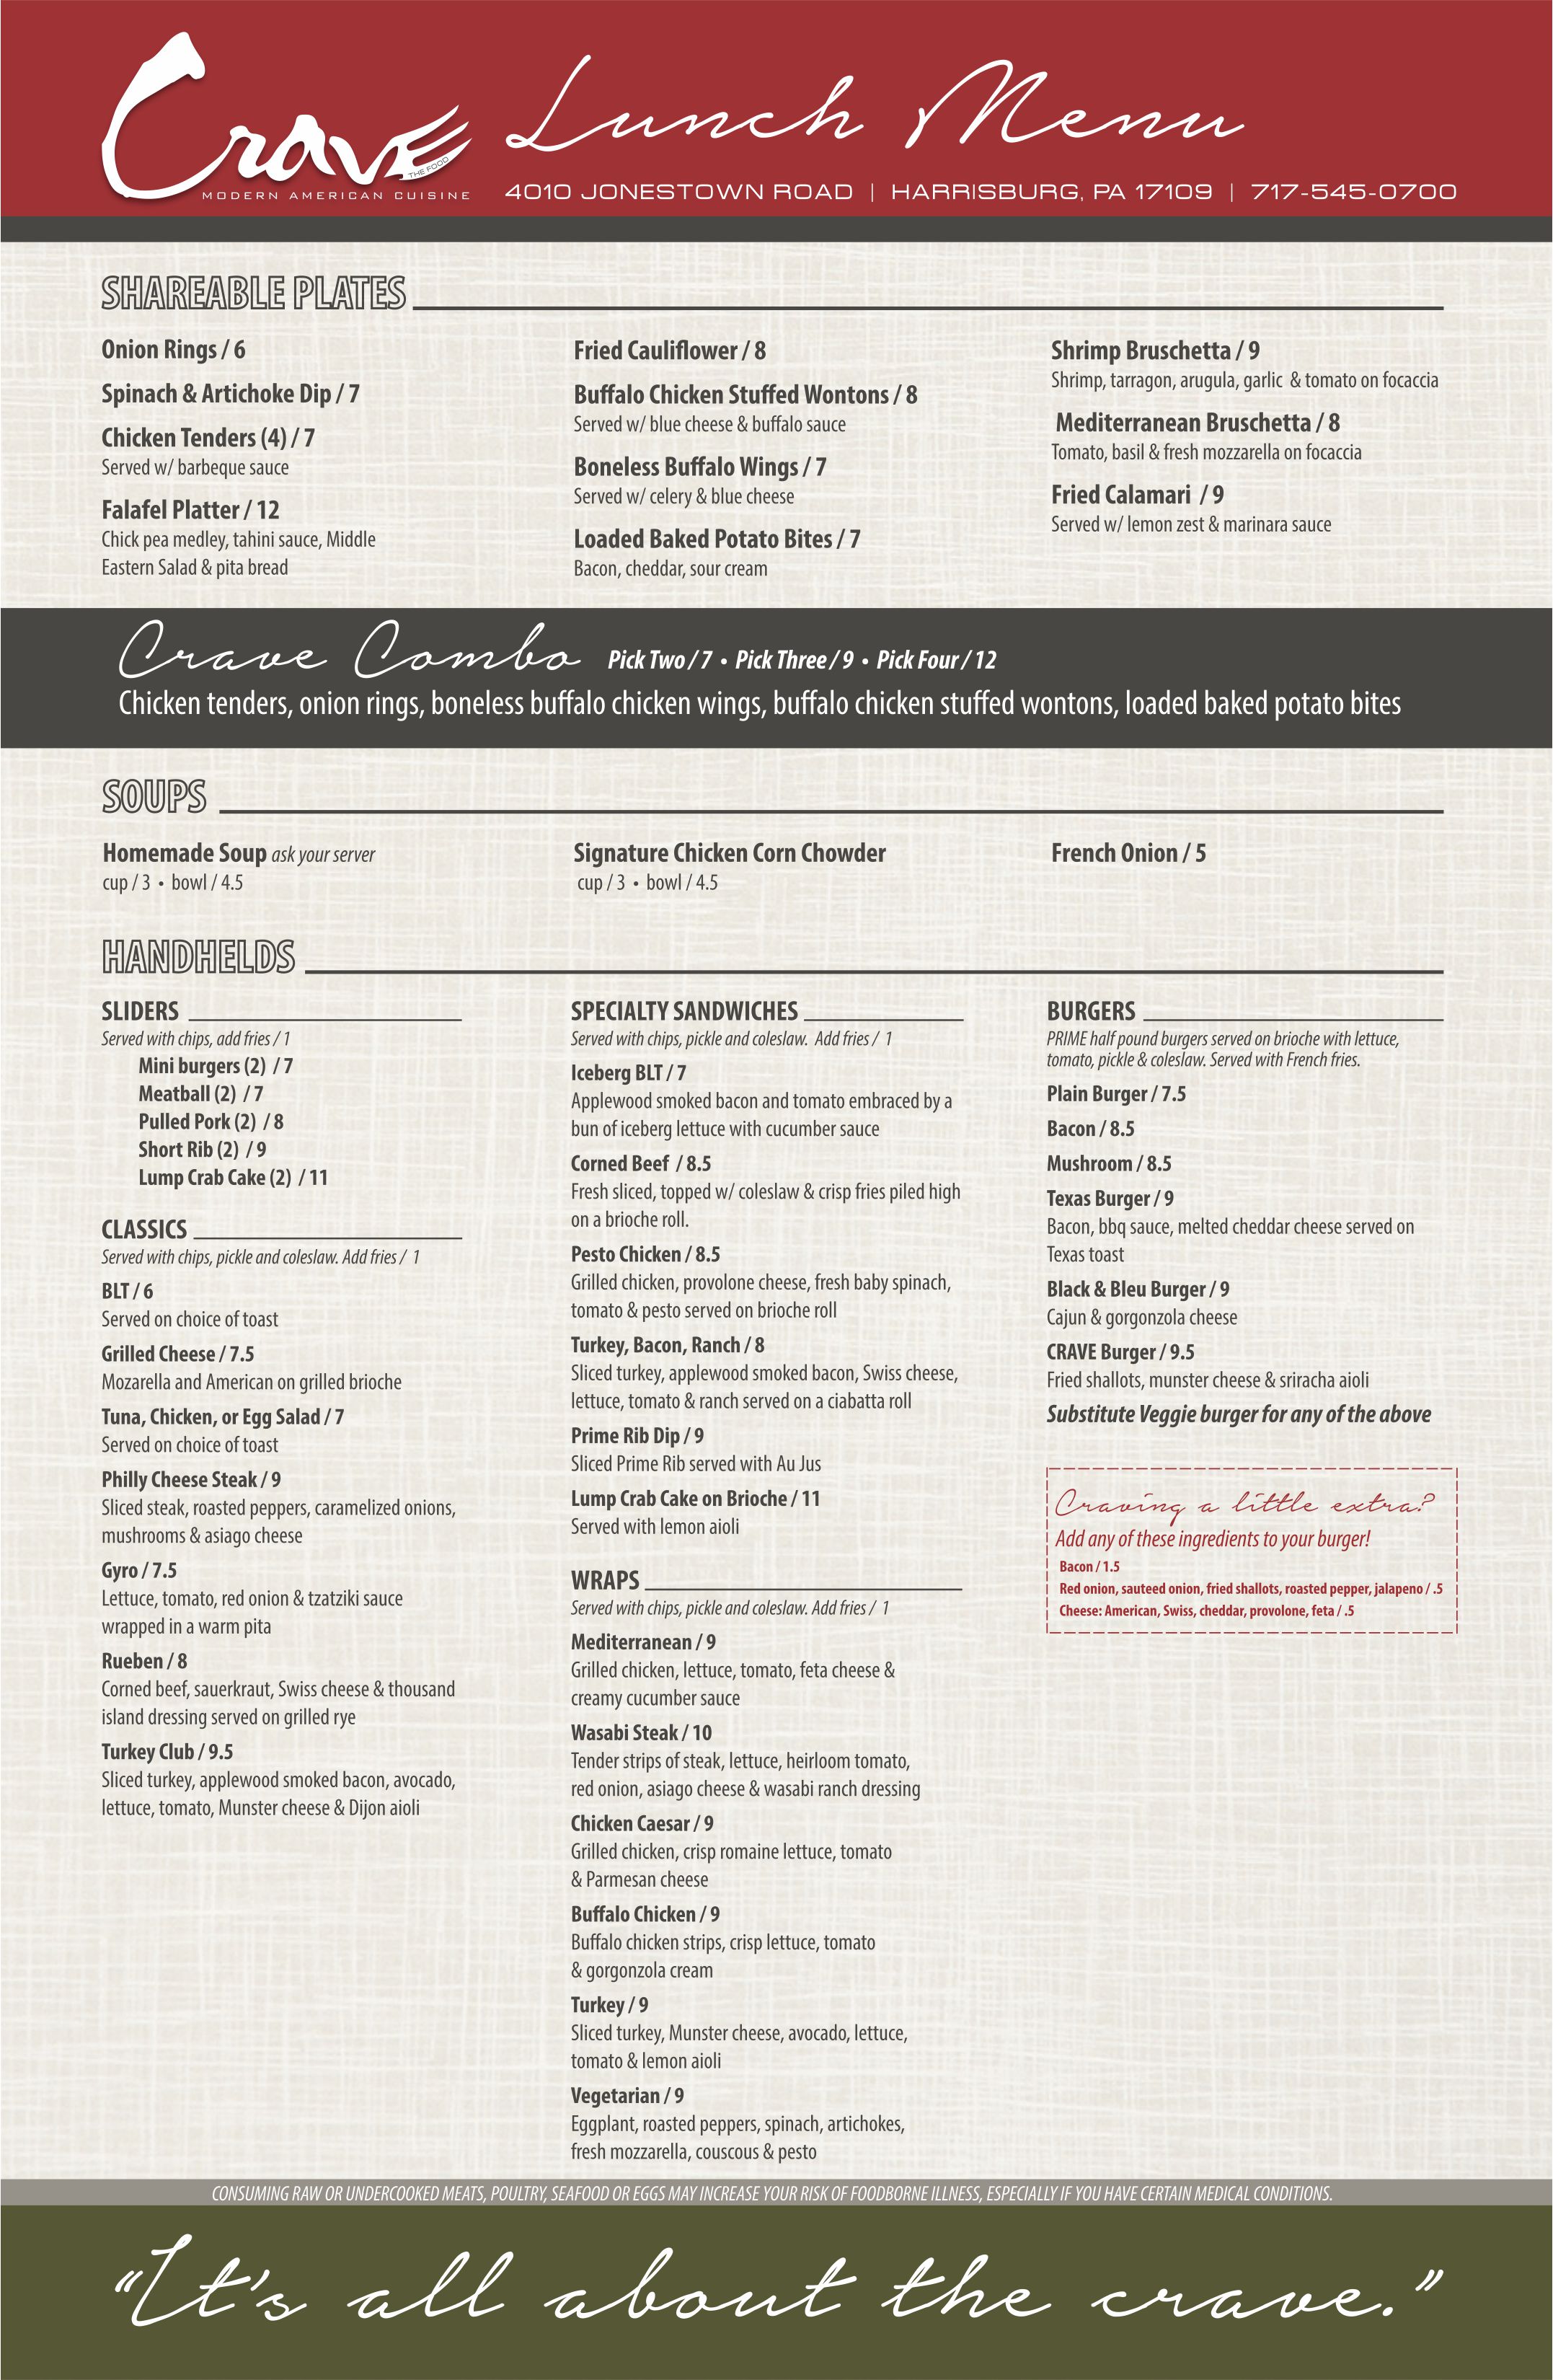 Crave
THE FOOD
MODERN AMERICAN CUISINE
Lunch Menu
4010 JONESTOWN ROAD | HARRISBURG, PA 17109 | 717-545-0700
SHAREABLE PLATES
Onion Rings / 6
Spinach & Artichoke Dip / 7
Chicken Tenders (4) / 7
Served w/ barbeque sauce
Falafel Platter / 12
Chick pea medley, tahini sauce, Middle
Eastern Salad & pita bread
Fried Cauliflower / 8
Buffalo Chicken Stuffed Wontons / 8
Served w/ blue cheese & buffalo sauce
Boneless Buffalo Wings / 7
Served w/ celery & blue cheese
Loaded Baked Potato Bites / 7
Bacon, cheddar, sour cream
Shrimp Bruschetta / 9
Shrimp, tarragon, arugula, garlic & tomato on focaccia
Mediterranean Bruschetta / 8
Tomato, basil & fresh mozzarella on focaccia
Fried Calamari / 9
Served w/ lemon zest & marinara sauce
Crave Combo Pick Two / 7 • Pick Three / 9 • Pick Four / 12
Chicken tenders, onion rings, boneless buffalo chicken wings, buffalo chicken stuffed wontons, loaded baked potato bites
SOUPS
Homemade Soup ask your server
cup / 3 • bowl / 4.5
Signature Chicken Corn Chowder
cup / 3 • bowl / 4.5
French Onion / 5
HANDHELDS
SLIDERS
Served with chips, add fries / 1
Mini burgers (2) / 7
Meatball (2) / 7
Pulled Pork (2) / 8
Short Rib (2) / 9
Lump Crab Cake (2) / 11
CLASSICS
Served with chips, pickle and coleslaw. Add fries / 1
BLT / 6
Served on choice of toast
Grilled Cheese / 7.5
Mozarella and American on grilled brioche
Tuna, Chicken, or Egg Salad / 7
Served on choice of toast
Philly Cheese Steak / 9
Sliced steak, roasted peppers, caramelized onions,
mushrooms & asiago cheese
Gyro / 7.5
Lettuce, tomato, red onion & tzatziki sauce
wrapped in a warm pita
Rueben / 8
Corned beef, sauerkraut, Swiss cheese & thousand
island dressing served on grilled rye
Turkey Club / 9.5
Sliced turkey, applewood smoked bacon, avocado,
lettuce, tomato, Munster cheese & Dijon aioli
SPECIALTY SANDWICHES
Served with chips, pickle and coleslaw. Add fries / 1
Iceberg BLT / 7
Applewood smoked bacon and tomato embraced by a
bun of iceberg lettuce with cucumber sauce
Corned Beef / 8.5
Fresh sliced, topped w/ coleslaw & crisp fries piled high
on a brioche roll.
Pesto Chicken / 8.5
Grilled chicken, provolone cheese, fresh baby spinach,
tomato & pesto served on brioche roll
Turkey, Bacon, Ranch / 8
Sliced turkey, applewood smoked bacon, Swiss cheese,
lettuce, tomato & ranch served on a ciabatta roll
Prime Rib Dip / 9
Sliced Prime Rib served with Au Jus
Lump Crab Cake on Brioche / 11
Served with lemon aioli
WRAPS
Served with chips, pickle and coleslaw. Add fries / 1
Mediterranean / 9
Grilled chicken, lettuce, tomato, feta cheese &
creamy cucumber sauce
Wasabi Steak / 10
Tender strips of steak, lettuce, heirloom tomato,
red onion, asiago cheese & wasabi ranch dressing
Chicken Caesar / 9
Grilled chicken, crisp romaine lettuce, tomato
& Parmesan cheese
Buffalo Chicken / 9
Buffalo chicken strips, crisp lettuce, tomato
& gorgonzola cream
Turkey / 9
Sliced turkey, Munster cheese, avocado, lettuce,
tomato & lemon aioli
Vegetarian / 9
Eggplant, roasted peppers, spinach, artichokes,
fresh mozzarella, couscous & pesto
BURGERS
PRIME half pound burgers served on brioche with lettuce,
tomato, pickle & coleslaw. Served with French fries.
Plain Burger / 7.5
Bacon / 8.5
Mushroom / 8.5
Texas Burger / 9
Bacon, bbq sauce, melted cheddar cheese served on
Texas toast
Black & Bleu Burger / 9
Cajun & gorgonzola cheese
CRAVE Burger / 9.5
Fried shallots, munster cheese & sriracha aioli
Substitute Veggie burger for any of the above
Craving a little extra?
Add any of these ingredients to your burger!
Bacon / 1.5
Red onion, sauteed onion, fried shallots, roasted pepper, jalapeno / .5
Cheese: American, Swiss, cheddar, provolone, feta / .5
CONSUMING RAW OR UNDERCOOKED MEATS, POULTRY, SEAFOOD OR EGGS MAY INCREASE YOUR RISK OF FOODBORNE ILLNESS, ESPECIALLY IF YOU HAVE CERTAIN MEDICAL CONDITIONS.
“It's all about the crave.”